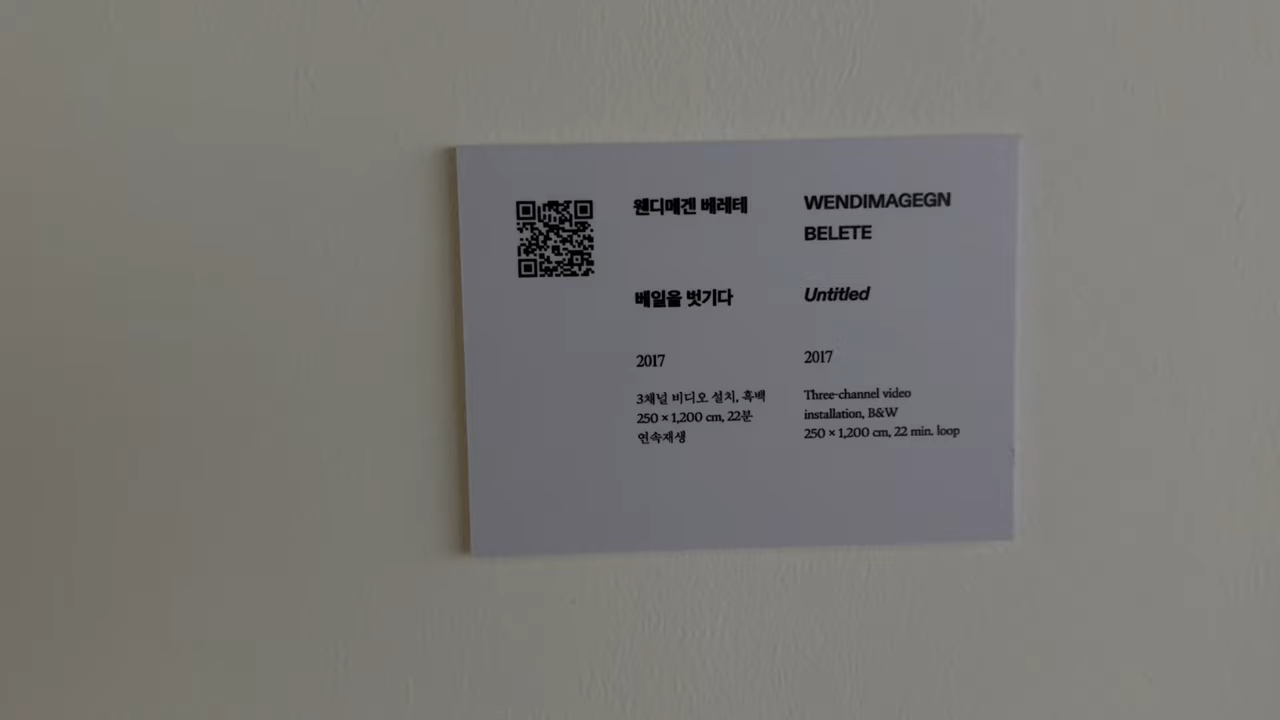 웬디매겐 베레테
베일을 벗기다
2017
3채널 비디오 설치, 흑백
250 × 1,200 cm, 22분
연속재생
WENDIMAGEGN
BELETE
Untitled
2017
Three-channel video
installation, B&W
250 × 1,200 cm, 22 min. loop